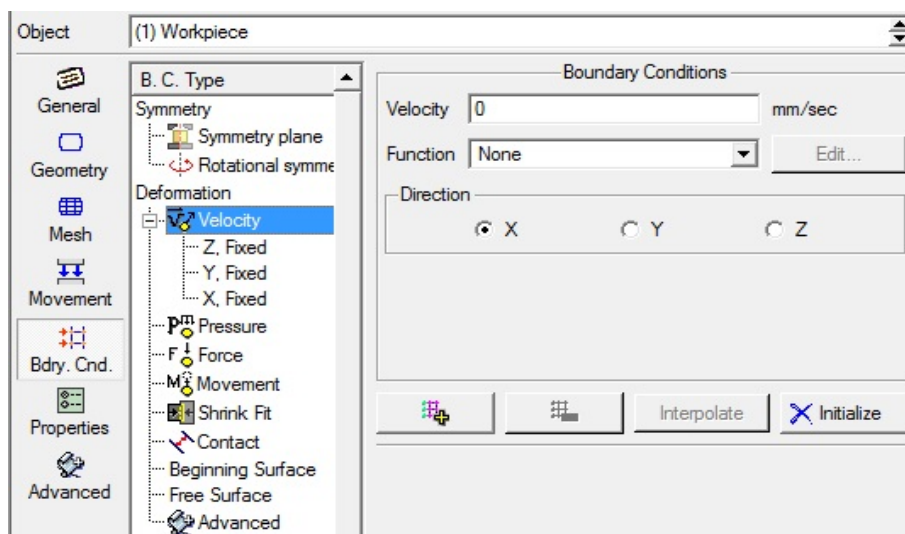 Object (1) Workpiece
General
Geometry
Mesh
Movement
Bdry. Cnd.
Properties
Advanced
B. C. Type
Symmetry
Symmetry plane
Rotational symme
Deformation
Velocity
Z, Fixed
Y, Fixed
X, Fixed
Pressure
Force
Movement
Shrink Fit
Contact
Beginning Surface
Free Surface
Advanced
Boundary Conditions
Velocity 0 mm/sec
Function None Edit...
Direction
X Y Z
Interpolate Initialize